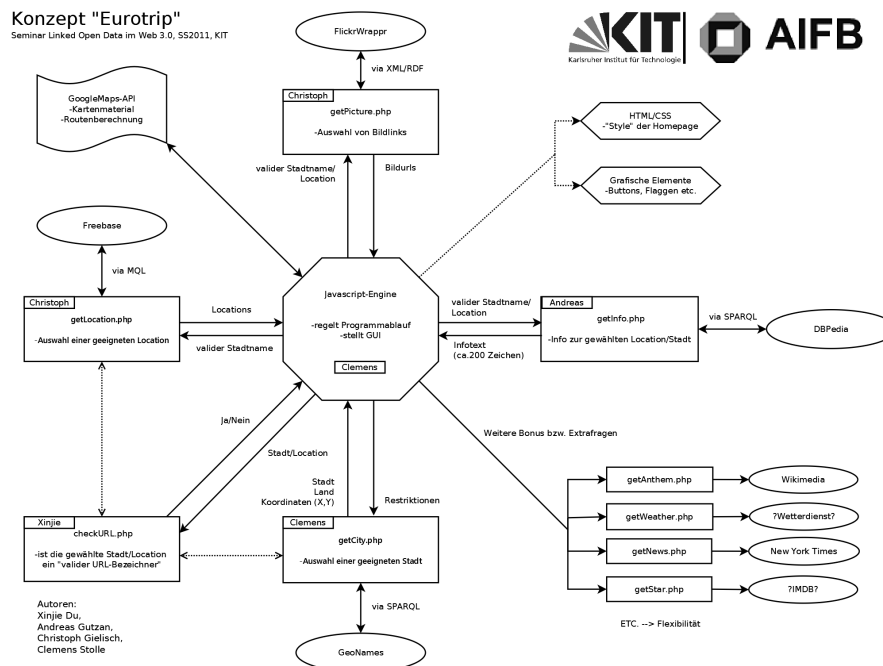 Konzept "Eurotrip"
Seminar Linked Open Data im Web 3.0, SS2011, KIT
KIT
Karlsruher Institut für Technologie
AIFB
FlickrWrappr
via XML/RDF
Christoph
getPicture.php
-Auswahl von Bildlinks
GoogleMaps-API
-Kartenmaterial
-Routenberechnung
HTML/CSS
-"Style" der Homepage
Grafische Elemente
-Buttons, Flaggen etc.
valider Stadtname/
Location
Bildurls
Freebase
via MQL
Christoph
getLocation.php
-Auswahl einer geeigneten Location
Locations
valider Stadtname
Javascript-Engine
-regelt Programmablauf
-stellt GUI
Clemens
valider Stadtname/
Location
Infotext
(ca.200 Zeichen)
Andreas
getInfo.php
-Info zur gewählten Location/Stadt
via SPARQL
DBPedia
Ja/Nein
Stadt/Location
Stadt
Land
Koordinaten (X,Y)
Restriktionen
Weitere Bonus bzw. Extrafragen
Xinjie
checkURL.php
-ist die gewählte Stadt/Location
ein "valider URL-Bezeichner"
Clemens
getCity.php
-Auswahl einer geeigneten Stadt
via SPARQL
GeoNames
getAnthem.php
Wikimedia
getWeather.php
?Wetterdienst?
getNews.php
New York Times
getStar.php
?IMDB?
ETC. --> Flexibilität
Autoren:
Xinjie Du,
Andreas Gutzan,
Christoph Gielisch,
Clemens Stolle